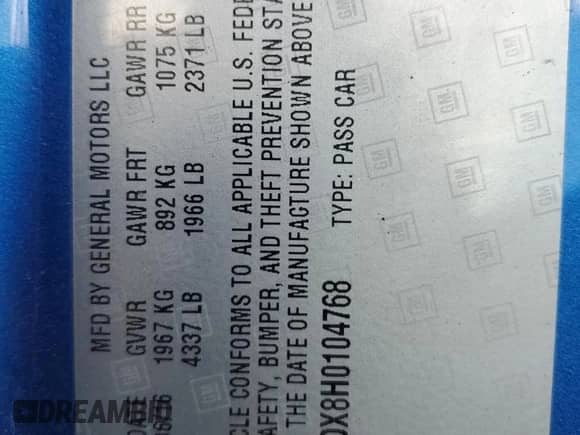 MFD BY GENERAL MOTORS LLC
DATE GVWR GAWR FRT GAWR RR
1967 KG 892 KG 1075 KG
4337 LB 1966 LB 2371 LB
CLE CONFORMS TO ALL APPLICABLE U.S. FEDE
AFETY, BUMPER, AND THEFT PREVENTION STA
THE DATE OF MANUFACTURE SHOWN ABOVE
0X8H0104768 TYPE: PASS CAR
GM
DREAMBID